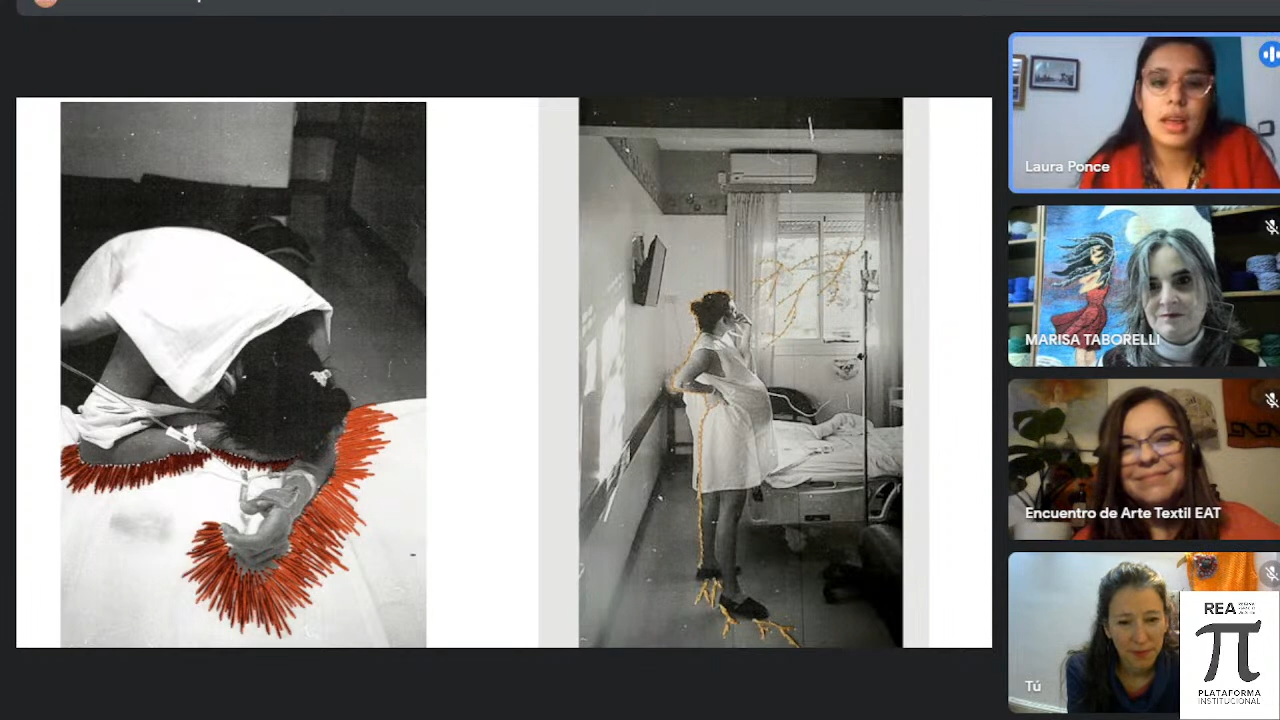 Laura Ponce
MARISA TABORELLI
Encuentro de Arte Textil EAT
Tú
REA
PLATAFORMA
INSTITUCIONAL